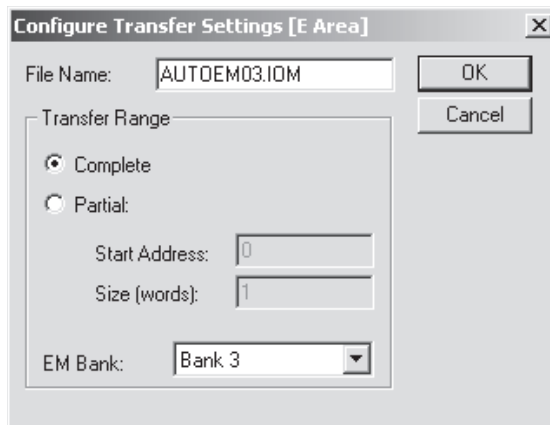 Configure Transfer Settings [E Area]
File Name: AUTOEM03.IOM OK
Transfer Range Cancel
Complete
Partial:
Start Address: 0
Size (words): 1
EM Bank: Bank 3